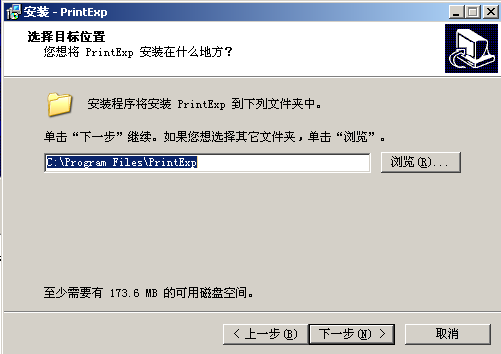 安装 - PrintExp
选择目标位置
您想将 PrintExp 安装在什么地方？
安装程序将安装 PrintExp 到下列文件夹中。
单击“下一步”继续。如果您想选择其它文件夹，单击“浏览”。
C:\Program Files\PrintExp
浏览(R)...
至少需要有 173.6 MB 的可用磁盘空间。
< 上一步(B)
下一步(N) >
取消